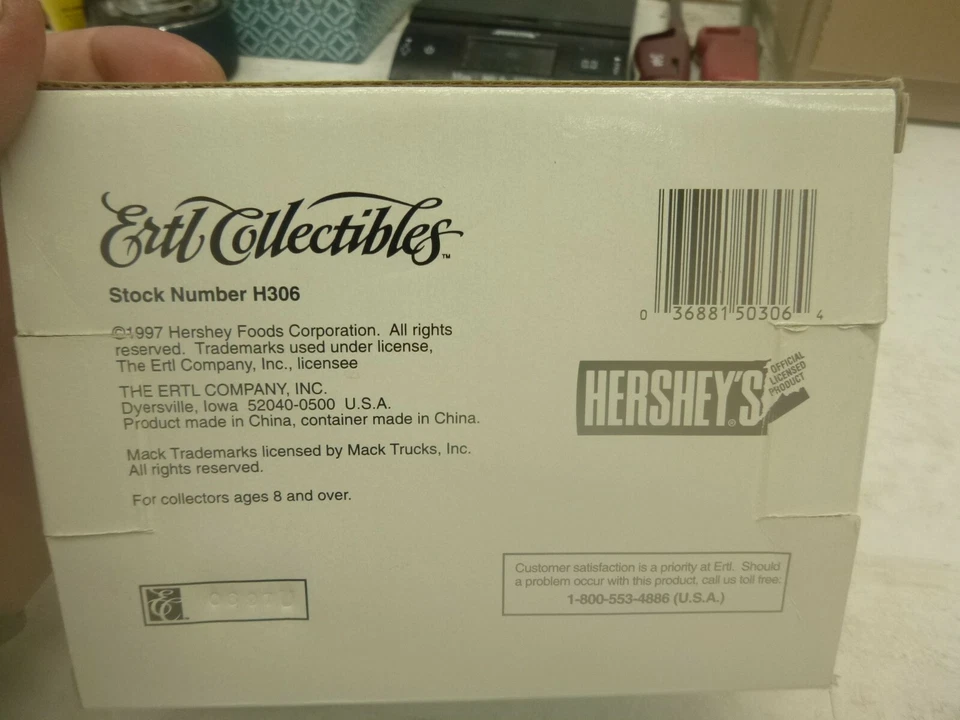 Ertl Collectibles™
Stock Number H306
©1997 Hershey Foods Corporation. All rights
reserved. Trademarks used under license,
The Ertl Company, Inc., licensee
THE ERTL COMPANY, INC.
Dyersville, Iowa 52040-0500 U.S.A.
Product made in China, container made in China.
Mack Trademarks licensed by Mack Trucks, Inc.
All rights reserved.
For collectors ages 8 and over.
0 36881 50306 4
HERSHEY'S®
OFFICIAL
LICENSED
PRODUCT
Customer satisfaction is a priority at Ertl. Should
a problem occur with this product, call us toll free:
1-800-553-4886 (U.S.A.)